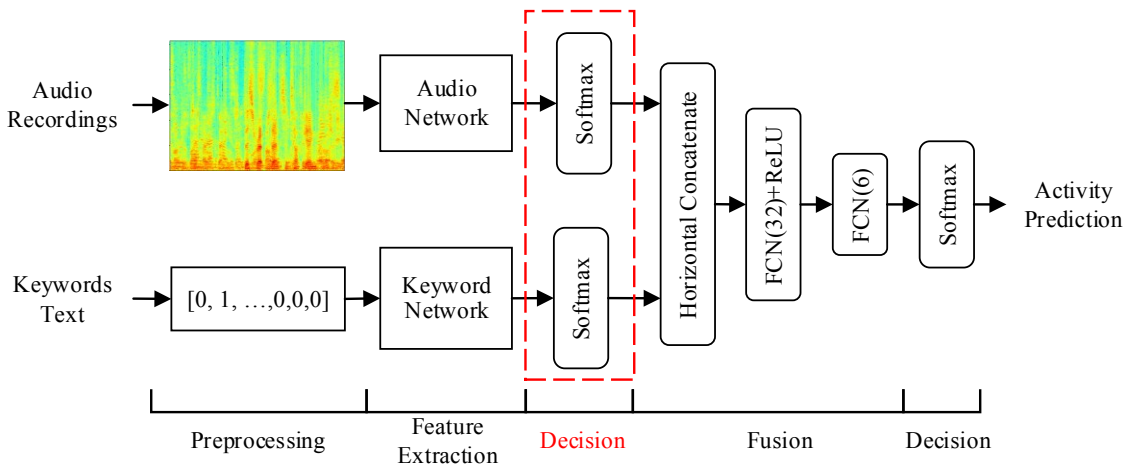 Audio
Recordings
Audio
Network
Softmax
Horizontal Concatenate
FCN(32)+ReLU
FCN(6)
Softmax
Activity
Prediction
Keywords
Text
[0, 1, …,0,0,0]
Keyword
Network
Softmax
Preprocessing
Feature
Extraction
Decision
Fusion
Decision